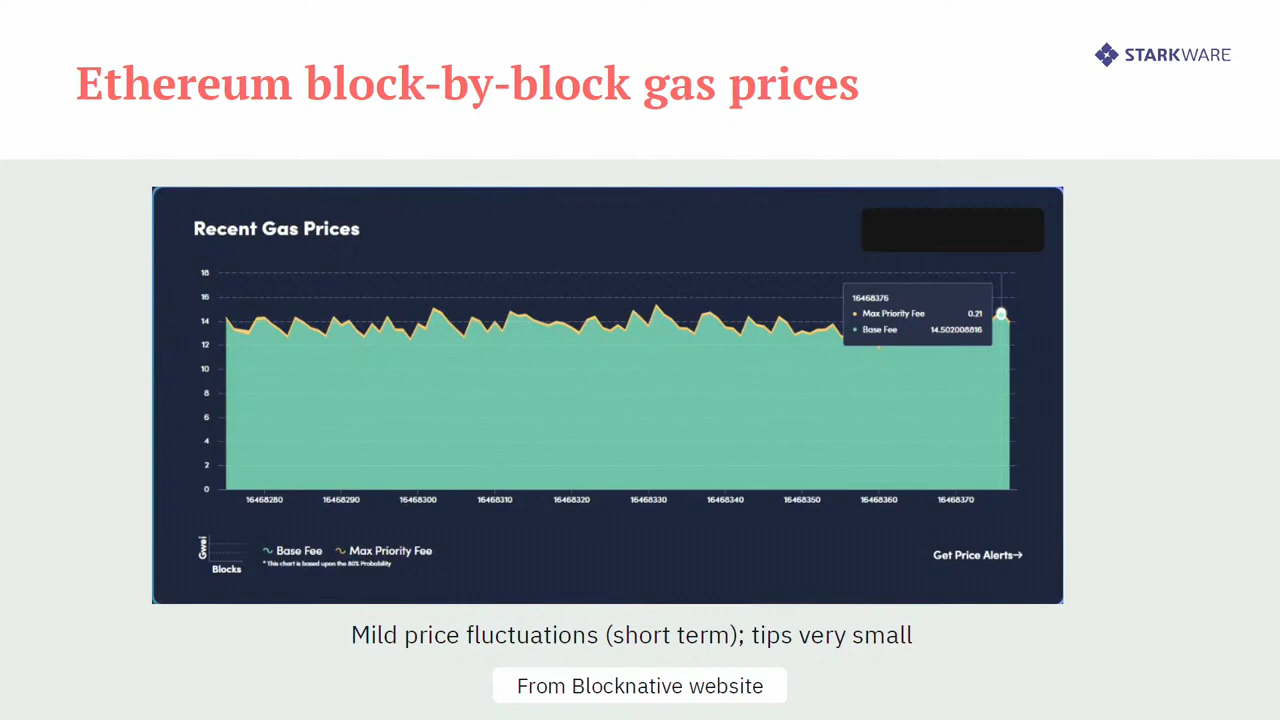 STARKWARE
Ethereum block-by-block gas prices
Recent Gas Prices
18
16
14
12
10
8
6
4
2
0
16468376
Max Priority Fee 0.21
Base Fee 14.502008816
16468280 16468290 16468300 16468310 16468320 16468330 16468340 16468350 16468360 16468370
Gwei
Blocks
Base Fee Max Priority Fee
* This chart is based upon the 80% Probability
Get Price Alerts→
Mild price fluctuations (short term); tips very small
From Blocknative website